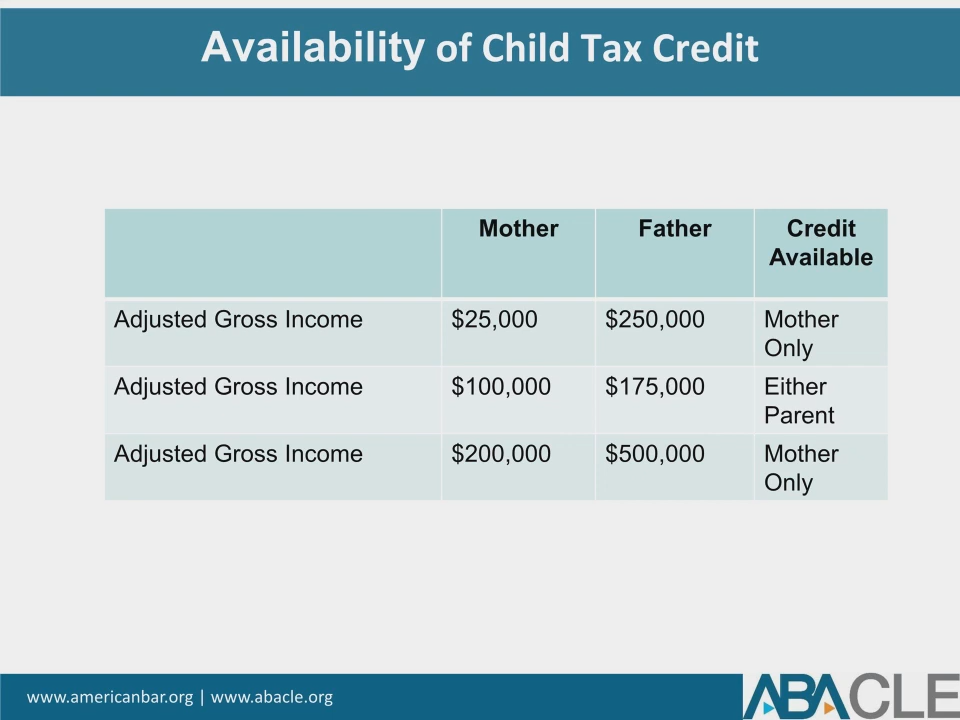 Availability of Child Tax Credit
Mother Father Credit
Available
Adjusted Gross Income $25,000 $250,000 Mother
Only
Adjusted Gross Income $100,000 $175,000 Either
Parent
Adjusted Gross Income $200,000 $500,000 Mother
Only
www.americanbar.org | www.abacle.org
ABACLE